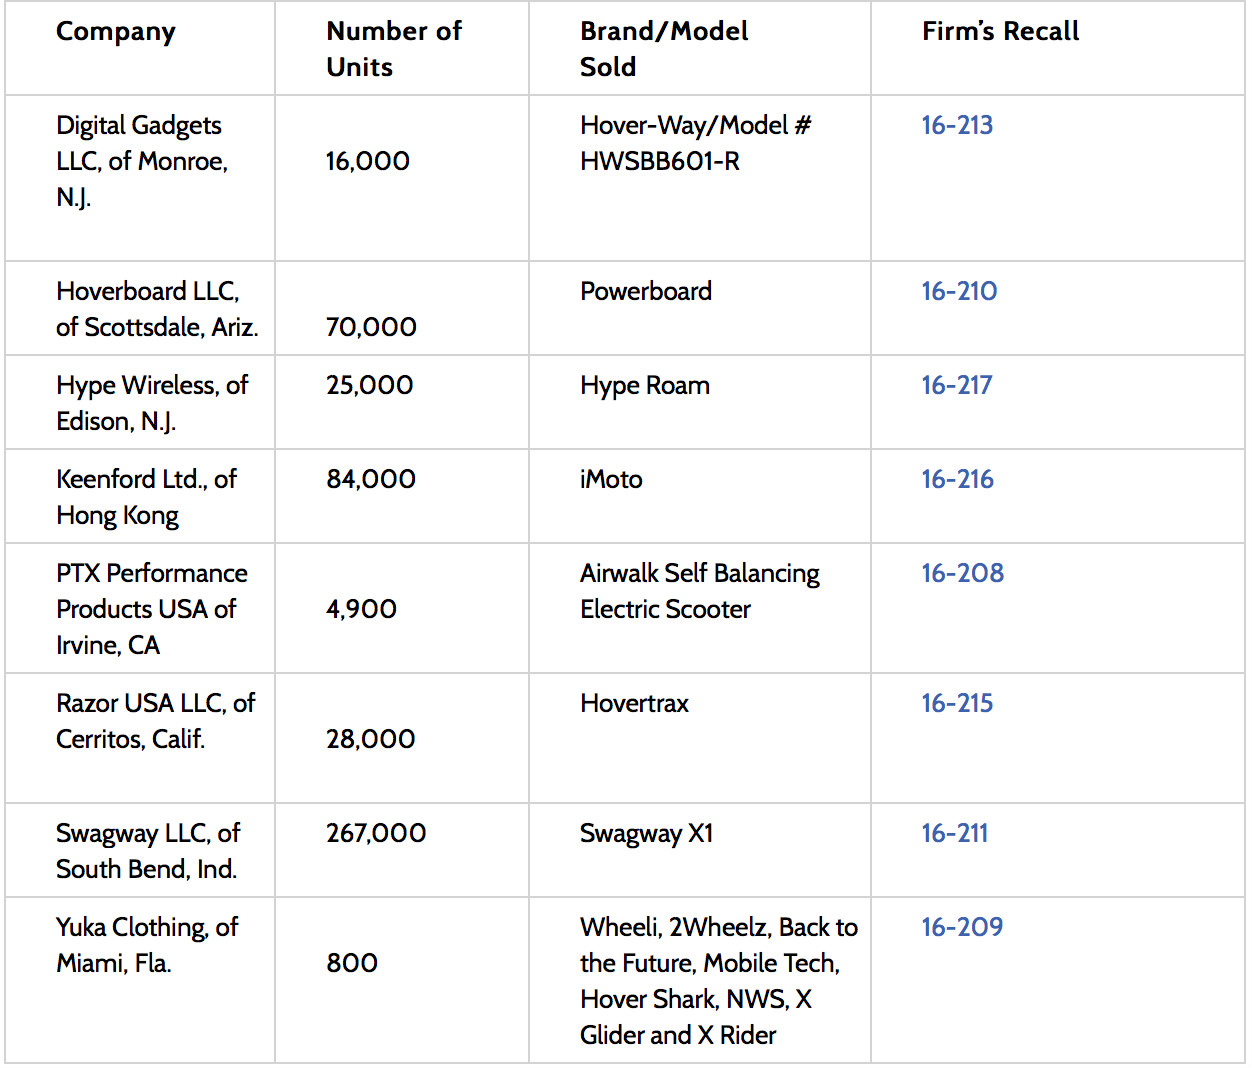 Company
Number of
Units
Brand/Model
Sold
Firm's Recall
Digital Gadgets
LLC, of Monroe,
N.J.
16,000
Hover-Way/Model #
HWSBB601-R
16-213
Hoverboard LLC,
of Scottsdale, Ariz.
70,000
Powerboard
16-210
Hype Wireless, of
Edison, N.J.
25,000
Hype Roam
16-217
Keenford Ltd., of
Hong Kong
84,000
iMoto
16-216
PTX Performance
Products USA of
Irvine, CA
4,900
Airwalk Self Balancing
Electric Scooter
16-208
Razor USA LLC, of
Cerritos, Calif.
28,000
Hovertrax
16-215
Swagway LLC, of
South Bend, Ind.
267,000
Swagway X1
16-211
Yuka Clothing, of
Miami, Fla.
800
Wheeli, 2Wheelz, Back to
the Future, Mobile Tech,
Hover Shark, NWS, X
Glider and X Rider
16-209